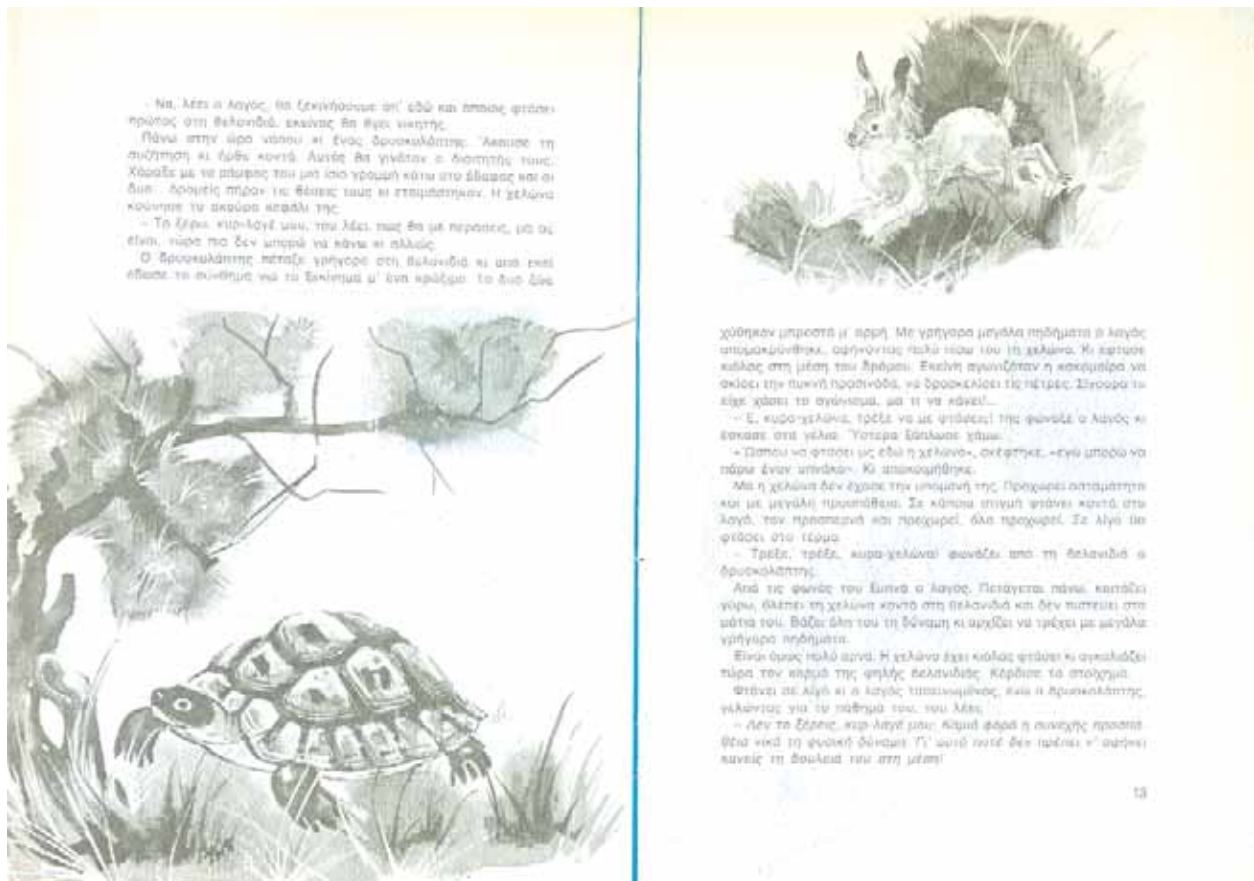 – Να, λέει ο λαγός, θα ξεκινήσουμε απ' εδώ και όποιος φτάσει
πρώτος στη βελανιδιά, εκείνος θα βγει νικητής.
Πάνω στην ώρα νάσου κι ένας δρυοκολάπτης. Άκουσε τη
συζήτηση κι ήρθε κοντά. Αυτός θα γινόταν ο διαιτητής τους.
Χάραξε με το ράμφος του μια ίσια γραμμή κάτω στο έδαφος και οι
δυο... δρομείς πήραν τις θέσεις τους κι ετοιμάστηκαν. Η χελώνα
κούνησε το σκούρο κεφάλι της.
– Το ξέρω, κυρ-λαγέ μου, του λέει, πως θα με περάσεις, μα ας
είναι, τώρα πια δεν μπορώ να κάνω κι αλλιώς.
Ο δρυοκολάπτης πέταξε γρήγορα στη βελανιδιά κι από εκεί
έδωσε το σύνθημα για το ξεκίνημα μ' ένα κρώξιμο. Τα δυο ζώα
χύθηκαν μπροστά μ' ορμή. Με γρήγορα μεγάλα πηδήματα ο λαγός
απομακρύνθηκε, αφήνοντας πολύ πίσω του τη χελώνα. Κι έφτασε
κιόλας στη μέση του δρόμου. Εκείνη αγωνιζόταν η κακομοίρα να
σκίσει την πυκνή πρασινάδα, να δρασκελίσει τις πέτρες. Σίγουρα το
είχε χάσει το αγώνισμα, μα τι να κάνει!...
– Ε, κυρα-χελώνα, τρέξε να με φτάσεις! της φώναξε ο λαγός κι
έσκασε στα γέλια. Ύστερα ξάπλωσε χάμω.
«Ώσπου να φτάσει ως εδώ η χελώνα», σκέφτηκε, «εγώ μπορώ να
πάρω έναν υπνάκο». Κι αποκοιμήθηκε.
Μα η χελώνα δεν έχασε την υπομονή της. Προχωρεί ασταμάτητα
και με μεγάλη προσπάθεια. Σε κάποια στιγμή φτάνει κοντά στο
λαγό, τον προσπερνά και προχωρεί, όλο προχωρεί. Σε λίγο θα
φτάσει στο τέρμα.
– Τρέξε, τρέξε, κυρα-χελώνα! φωνάζει από τη βελανιδιά ο
δρυοκολάπτης.
Από τις φωνές του ξυπνά ο λαγός. Πετάγεται πάνω, κοιτάζει
γύρω, βλέπει τη χελώνα κοντά στη βελανιδιά και δεν πιστεύει στα
μάτια του. Βάζει όλη του τη δύναμη κι αρχίζει να τρέχει με μεγάλα
γρήγορα πηδήματα.
Είναι όμως πολύ αργά. Η χελώνα έχει κιόλας φτάσει κι αγκαλιάζει
τώρα τον κορμό της ψηλής βελανιδιάς. Κέρδισε το στοίχημα.
Φτάνει σε λίγο κι ο λαγός ταπεινωμένος, ενώ ο δρυοκολάπτης,
γελώντας για το πάθημά του, του λέει:
– Δεν το ξέρεις, κυρ-λαγέ μου; Καμιά φορά η συνεχής προσπά-
θεια νικά τη φυσική δύναμη. Γι' αυτό ποτέ δεν πρέπει ν' αφήνει
κανείς τη δουλειά του στη μέση!
13